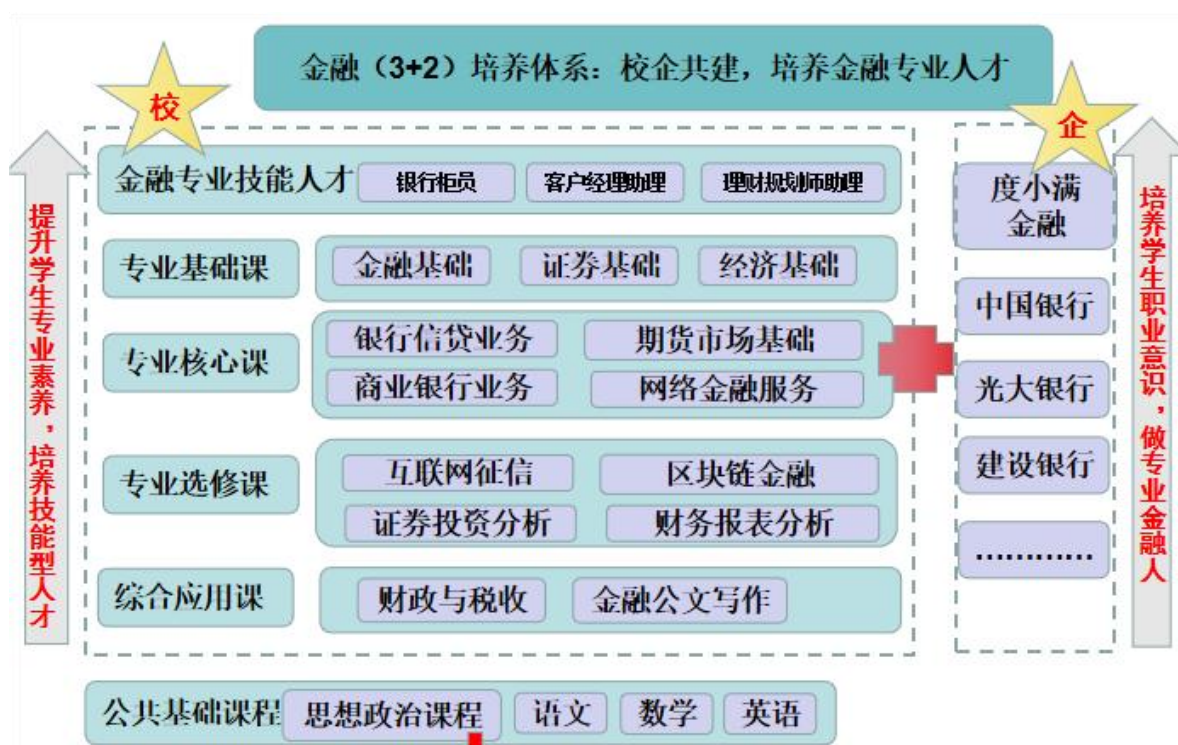 金融（3+2）培养体系：校企共建，培养金融专业人才
校
企
提升学生专业素养，培养技能型人才
金融专业技能人才 银行柜员 客户经理助理 理财规划师助理
专业基础课 金融基础 证券基础 经济基础
专业核心课
银行信贷业务 期货市场基础
商业银行业务 网络金融服务
专业选修课
互联网征信 区块链金融
证券投资分析 财务报表分析
综合应用课 财政与税收 金融公文写作
公共基础课程 思想政治课程 语文 数学 英语
度小满
金融
中国银行
光大银行
建设银行
…………
培养学生职业意识，做专业金融人